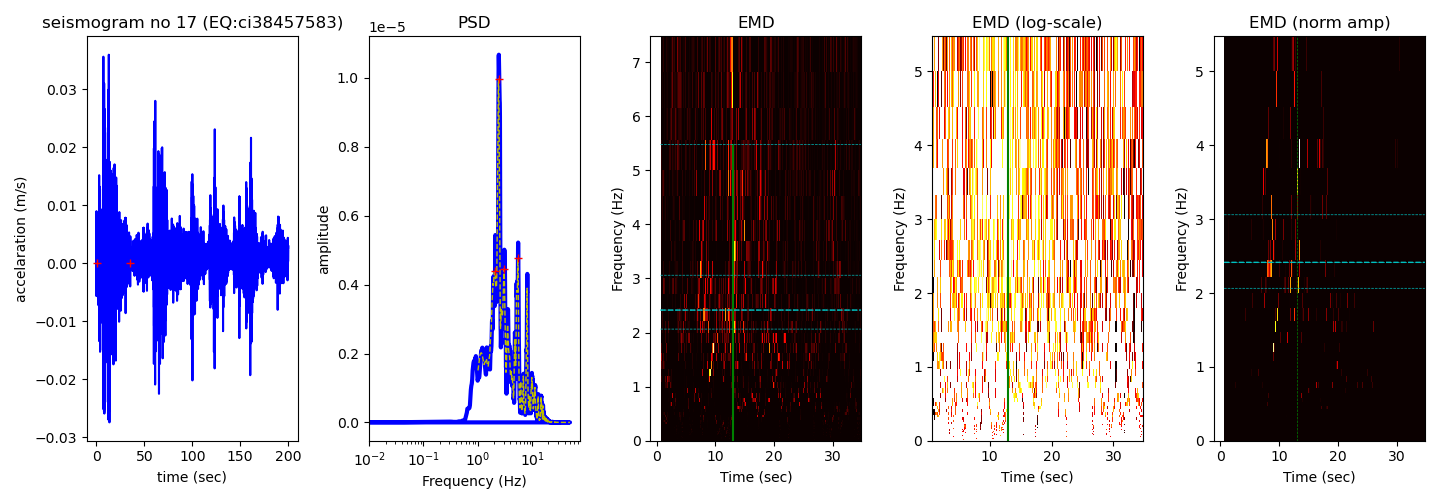 seismogram no 17 (EQ:ci38457583)
accelaration (m/s)
0.03
0.02
0.01
0.00
−0.01
−0.02
−0.03
0 50 100 150 200
time (sec)
PSD
1e−5
amplitude
1.0
0.8
0.6
0.4
0.2
0.0
10⁻² 10⁻¹ 10⁰ 10¹
Frequency (Hz)
EMD
Frequency (Hz)
7
6
5
4
3
2
1
0
0 10 20 30
Time (sec)
EMD (log-scale)
Frequency (Hz)
5
4
3
2
1
0
10 20 30
Time (sec)
EMD (norm amp)
Frequency (Hz)
5
4
3
2
1
0
0 10 20 30
Time (sec)